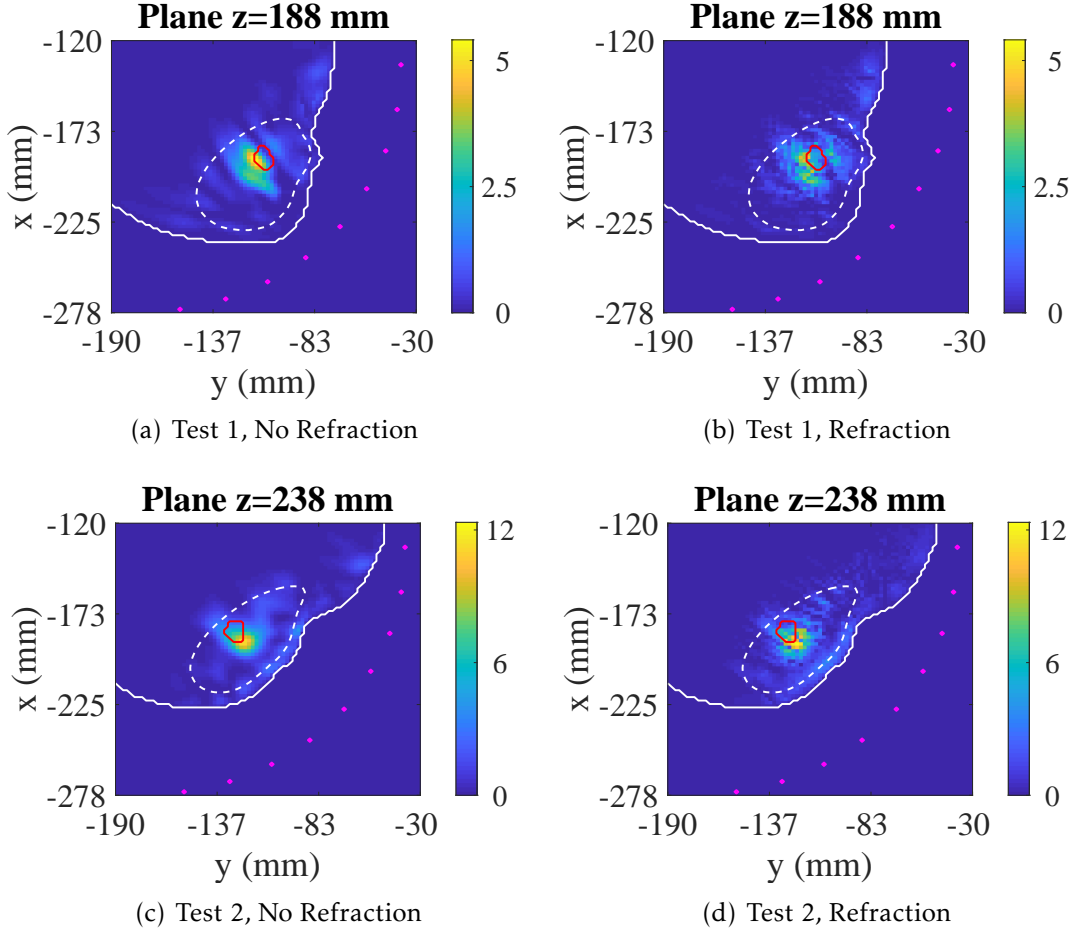 Plane z=188 mm
Plane z=188 mm
-120
-173
-225
-278
x (mm)
-190
-137
-83
-30
y (mm)
5
2.5
0
-120
-173
-225
-278
x (mm)
-190
-137
-83
-30
y (mm)
5
2.5
0
(a) Test 1, No Refraction
(b) Test 1, Refraction
Plane z=238 mm
Plane z=238 mm
-120
-173
-225
-278
x (mm)
-190
-137
-83
-30
y (mm)
12
6
0
-120
-173
-225
-278
x (mm)
-190
-137
-83
-30
y (mm)
12
6
0
(c) Test 2, No Refraction
(d) Test 2, Refraction